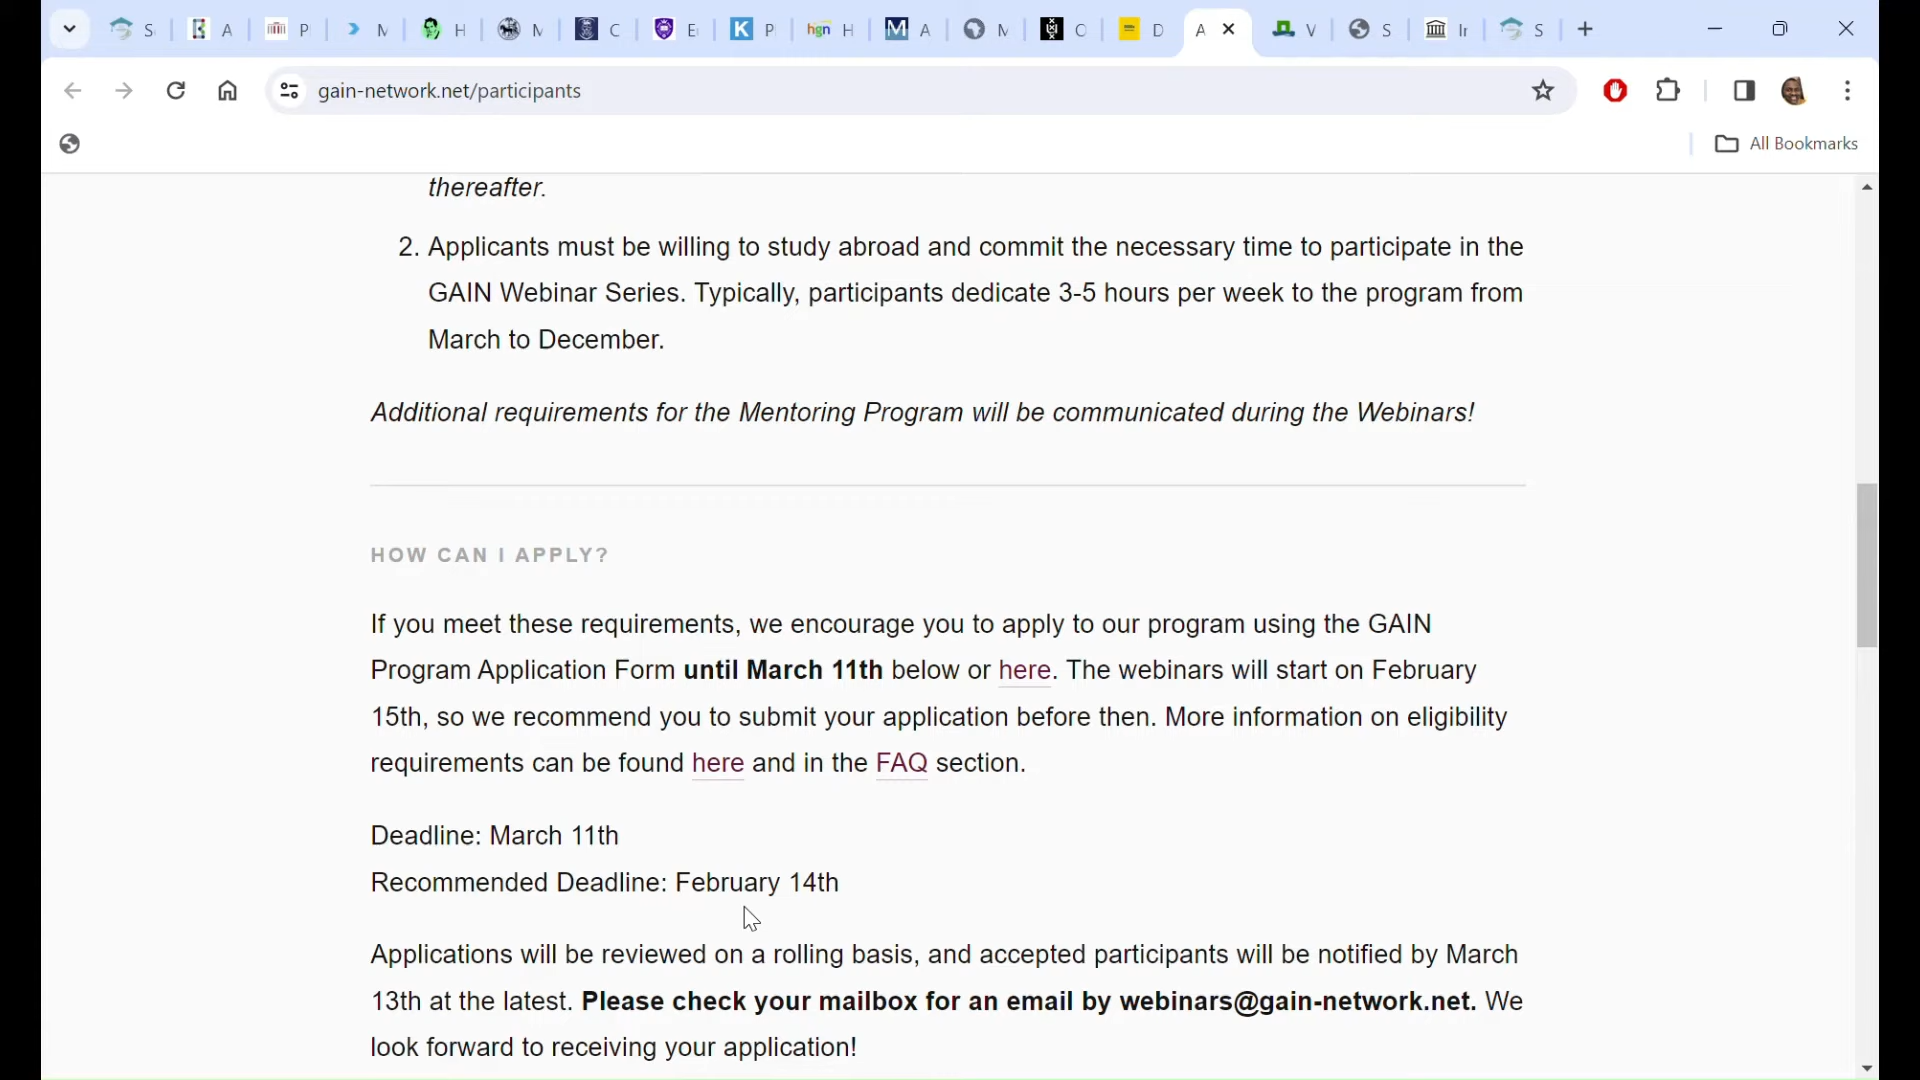 S
A
P
M
H
M
C
E
P
hgn H
M A
M
C
D
A
V
S
Ir
S
gain-network.net/participants
All Bookmarks
thereafter.
2. Applicants must be willing to study abroad and commit the necessary time to participate in the
GAIN Webinar Series. Typically, participants dedicate 3-5 hours per week to the program from
March to December.
Additional requirements for the Mentoring Program will be communicated during the Webinars!
HOW CAN I APPLY?
If you meet these requirements, we encourage you to apply to our program using the GAIN
Program Application Form until March 11th below or here. The webinars will start on February
15th, so we recommend you to submit your application before then. More information on eligibility
requirements can be found here and in the FAQ section.
Deadline: March 11th
Recommended Deadline: February 14th
Applications will be reviewed on a rolling basis, and accepted participants will be notified by March
13th at the latest. Please check your mailbox for an email by webinars@gain-network.net. We
look forward to receiving your application!